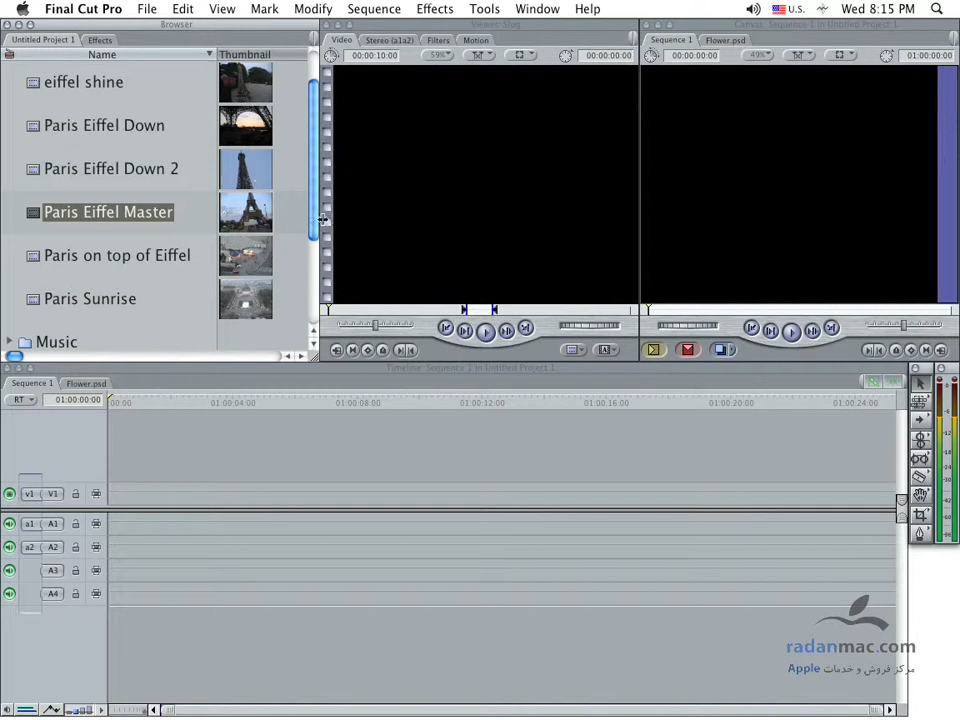 Final Cut Pro File Edit View Mark Modify Sequence Effects Tools Window Help U.S. Wed 8:15 PM
Browser
Viewer: Slug
Canvas: Sequence 1 in Untitled Project 1
Untitled Project 1 Effects
Video Stereo (a1a2) Filters Motion
Sequence 1 Flower.psd
Name Thumbnail
00:00:10:00 59% 00:00:00:00
00:00:00:00 49% 01:00:00:00
eiffel shine
Paris Eiffel Down
Paris Eiffel Down 2
Paris Eiffel Master
Paris on top of Eiffel
Paris Sunrise
Music
Timeline: Sequence 1 in Untitled Project 1
Sequence 1 Flower.psd
RT 01:00:00:00 00:00 01:00:04:00 01:00:08:00 01:00:12:00 01:00:16:00 01:00:20:00 01:00:24:00
v1 V1
a1 A1
a2 A2
A3
A4
radanmac.com
مرکز فروش و خدمات Apple